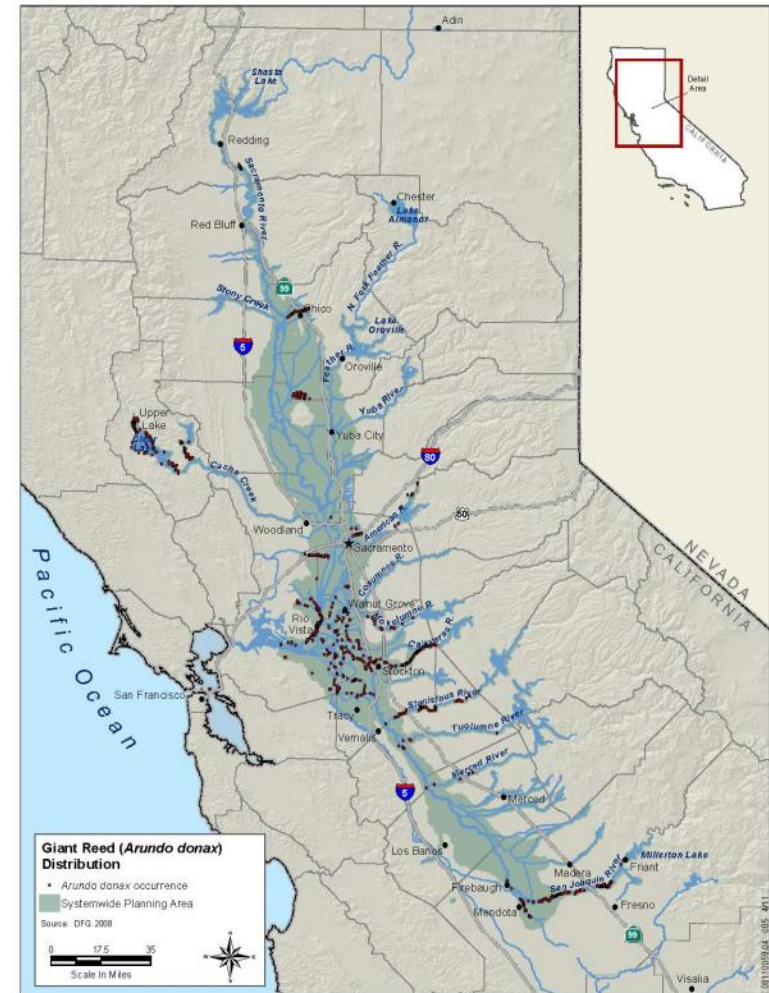 Adin
Shasta
Lake
Redding
Sacramento River
Red Bluff
Chester
Lake
Almanor
N. Fork Feather R.
Stony Creek
99
Chico
Lake
Oroville
5
Feather R.
Oroville
Yuba River
Upper
Lake
Clear
Lake
Yuba City
80
Cache Creek
50
Woodland
American R.
Sacramento
Cosumnes R.
Walnut Grove
Mokelumne R.
Rio
Vista
Calaveras R.
Stockton
San Francisco
Stanislaus River
Tracy
Tuolumne River
Vernalis
Merced River
5
Merced
Los Banos
Millerton Lake
Madera
Friant
Firebaugh
San Joaquin River
Mendota
Fresno
99
Visalia
Pacific Ocean
NEVADA
CALIFORNIA
Detail
Area
CALIFORNIA
Giant Reed (Arundo donax)
Distribution
Arundo donax occurrence
Systemwide Planning Area
Source: DFG 2008
0 17.5 35
Scale In Miles
N
W E
S